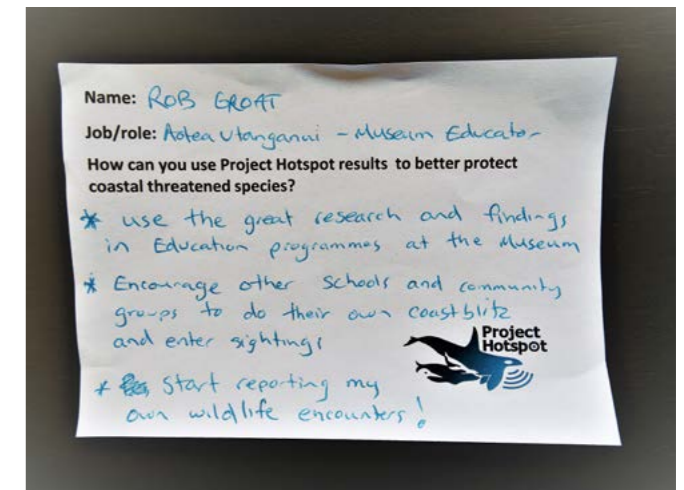 Name: ROB GROAT
Job/role: Aotea Utanganui - Museum Educator
How can you use Project Hotspot results to better protect
coastal threatened species?
* use the great research and findings
in Education programmes at the Museum
* Encourage other schools and community
groups to do their own coastblitz
and enter sightings
Project
Hotspot
* Start reporting my
own wildlife encounters!